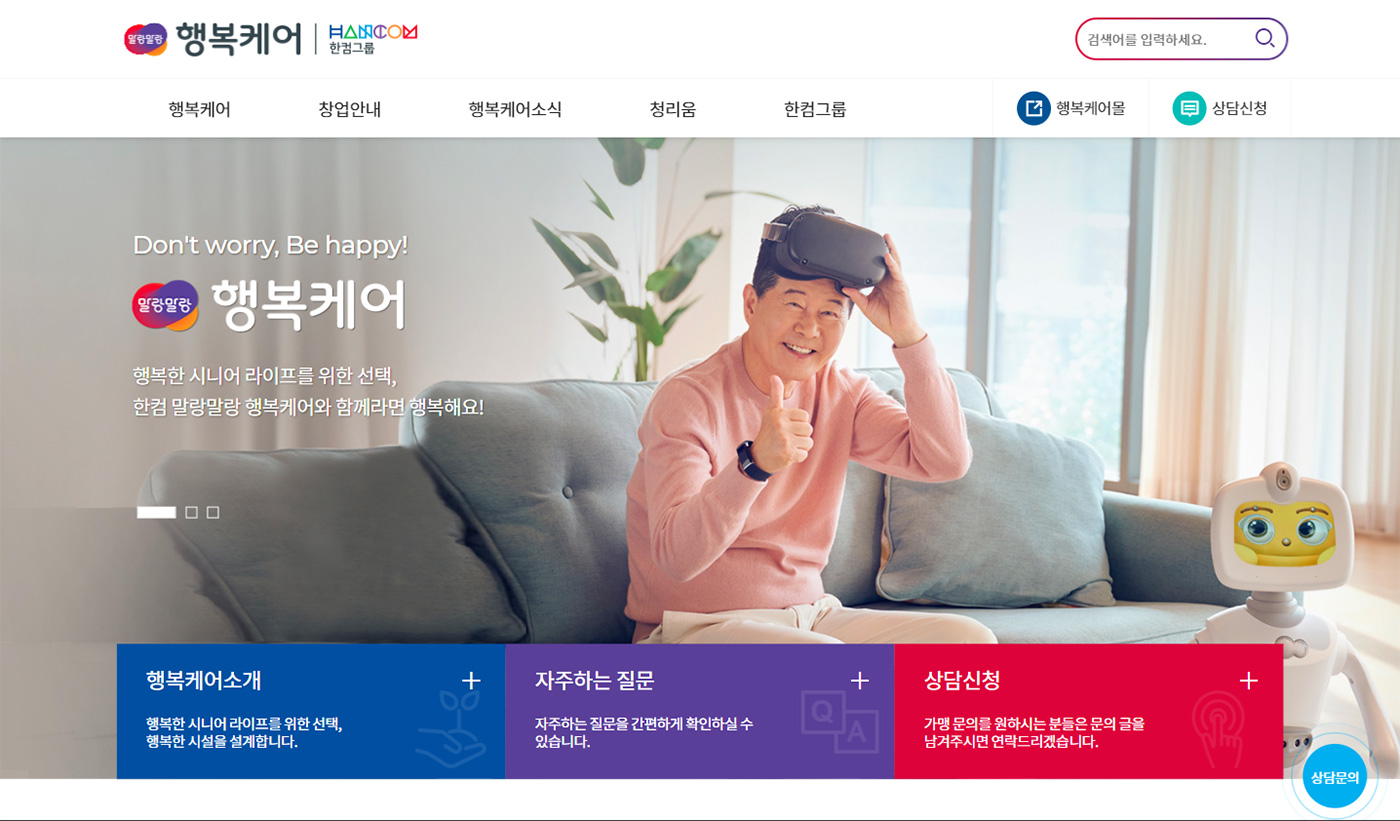 말랑말랑 행복케어
HANCOM
한컴그룹
검색어를 입력하세요.
행복케어
창업안내
행복케어소식
청리움
한컴그룹
행복케어몰
상담신청
Don't worry, Be happy!
말랑말랑 행복케어
행복한 시니어 라이프를 위한 선택,
한컴 말랑말랑 행복케어와 함께라면 행복해요!
행복케어소개
행복한 시니어 라이프를 위한 선택,
행복한 시설을 설계합니다.
자주하는 질문
자주하는 질문을 간편하게 확인하실 수
있습니다.
Q
A
상담신청
가맹 문의를 원하시는 분들은 문의 글을
남겨주시면 연락드리겠습니다.
상담문의